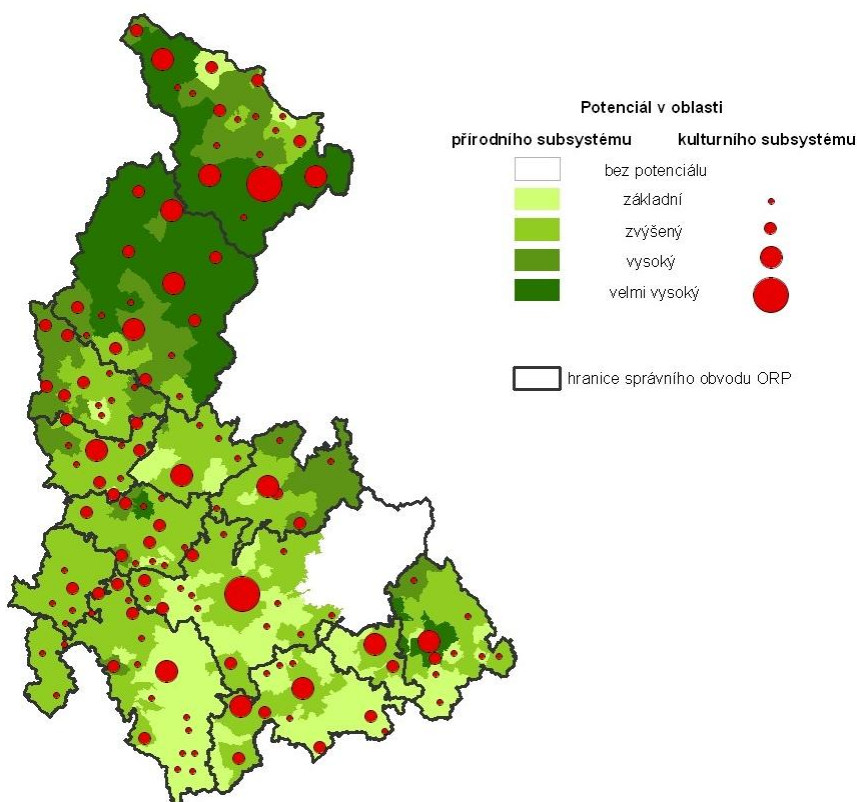 Potenciál v oblasti
přírodního subsystému kulturního subsystému
bez potenciálu
základní
zvýšený
vysoký
velmi vysoký
hranice správního obvodu ORP